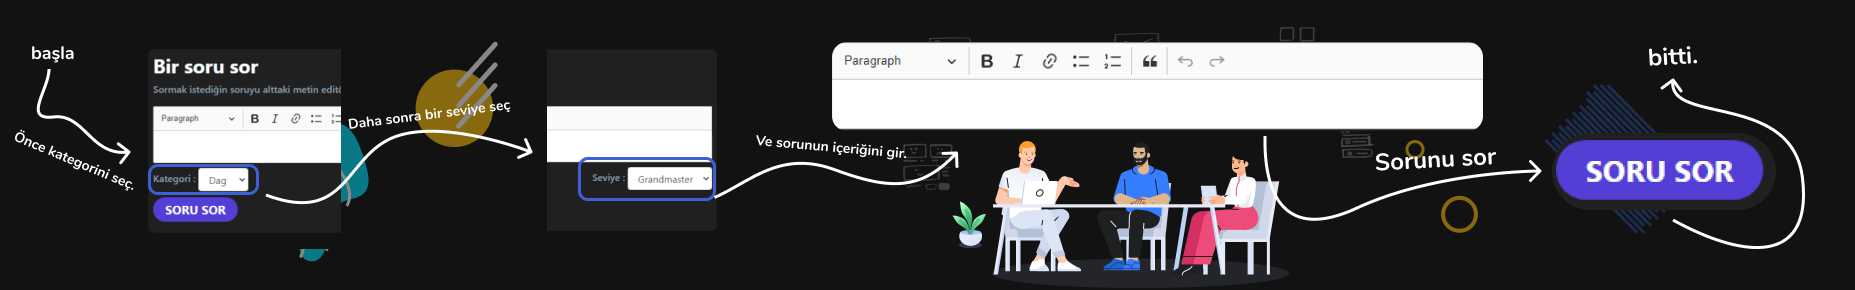 başla
Önce kategorini seç.
Bir soru sor
Sormak istediğin soruyu alttaki metin editö
Paragraph
B I
Kategori : Dag
SORU SOR
Daha sonra bir seviye seç
Seviye : Grandmaster
Ve sorunun içeriğini gir.
Paragraph
B I
Sorunu sor
SORU SOR
bitti.